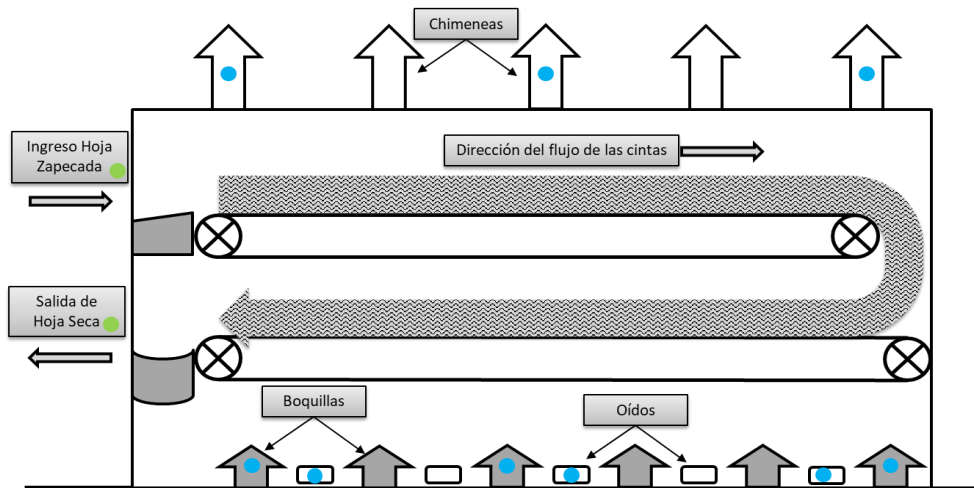 Chimeneas
Ingreso Hoja
Zapecada
Dirección del flujo de las cintas
Salida de
Hoja Seca
Boquillas
Oídos